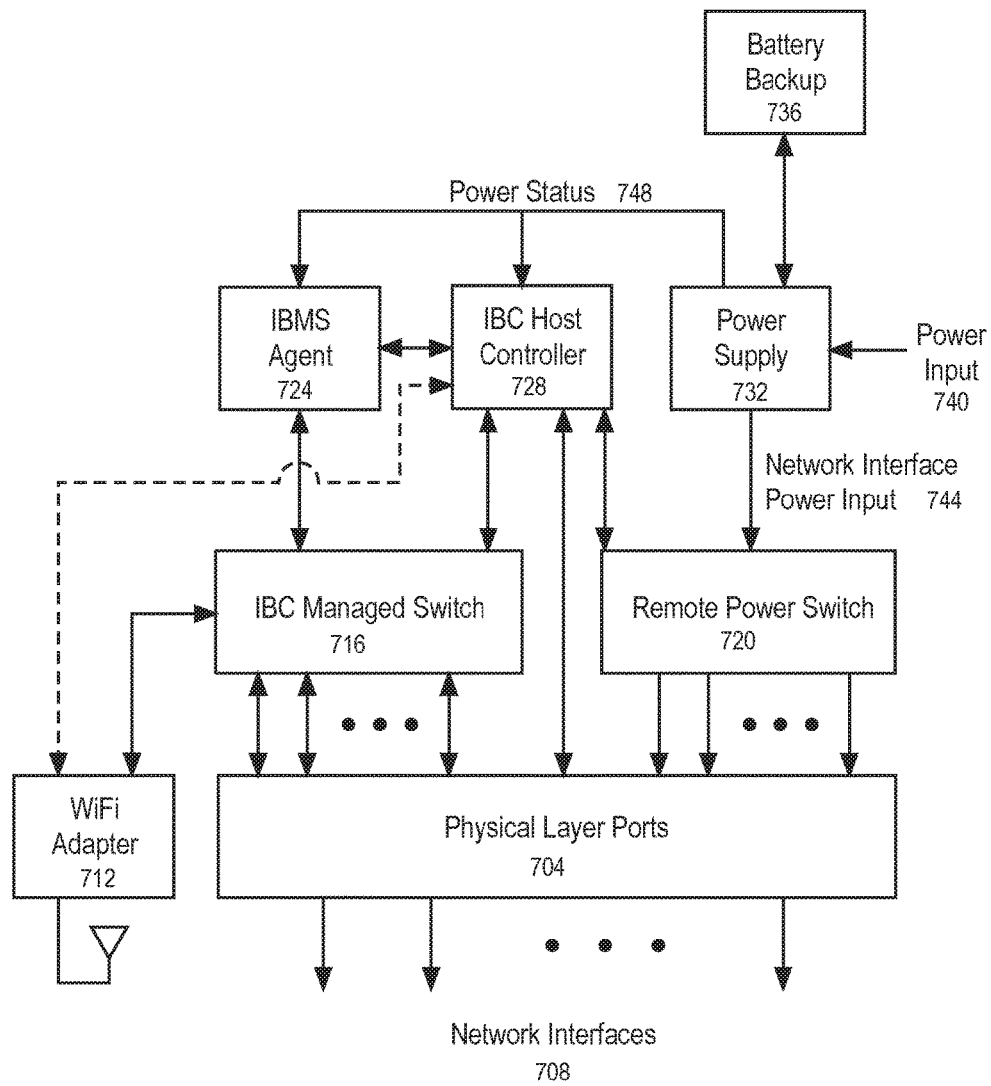 Battery
Backup
736
Power Status 748
IBMS
Agent
724
IBC Host
Controller
728
Power
Supply
732
Power
Input
740
Network Interface
Power Input 744
IBC Managed Switch
716
Remote Power Switch
720
WiFi
Adapter
712
Physical Layer Ports
704
Network Interfaces
708